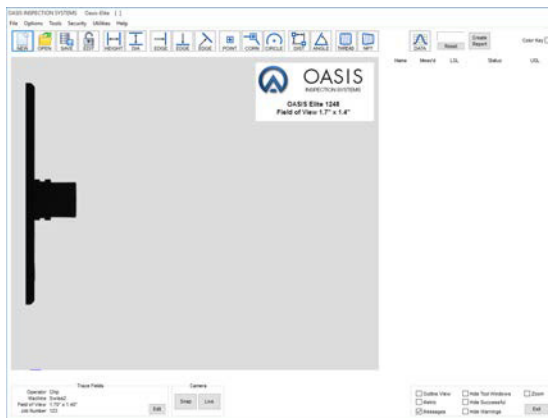 OASIS INSPECTION SYSTEMS Oasis-Elite [ ]
File Options Tools Security Utilities Help
NEW OPEN SAVE EDIT HEIGHT DIA EDGE EDGE EDGE POINT CORN CIRCLE DIST ANGLE THREAD NPT DATA Reset Create Report Color Key
Name Meas'd LSL Status USL
OASIS
INSPECTION SYSTEMS
OASIS Elite 1248
Field of View 1.7" x 1.4"
Trace Fields
Operator Chip
Machine Swiss2
Field of View 1.70" x 1.40"
Job Number 123
Edit
Camera
Snap Live
Outline View Hide Tool Windows Zoom
Hide Successful
Messages Hide Warnings Exit